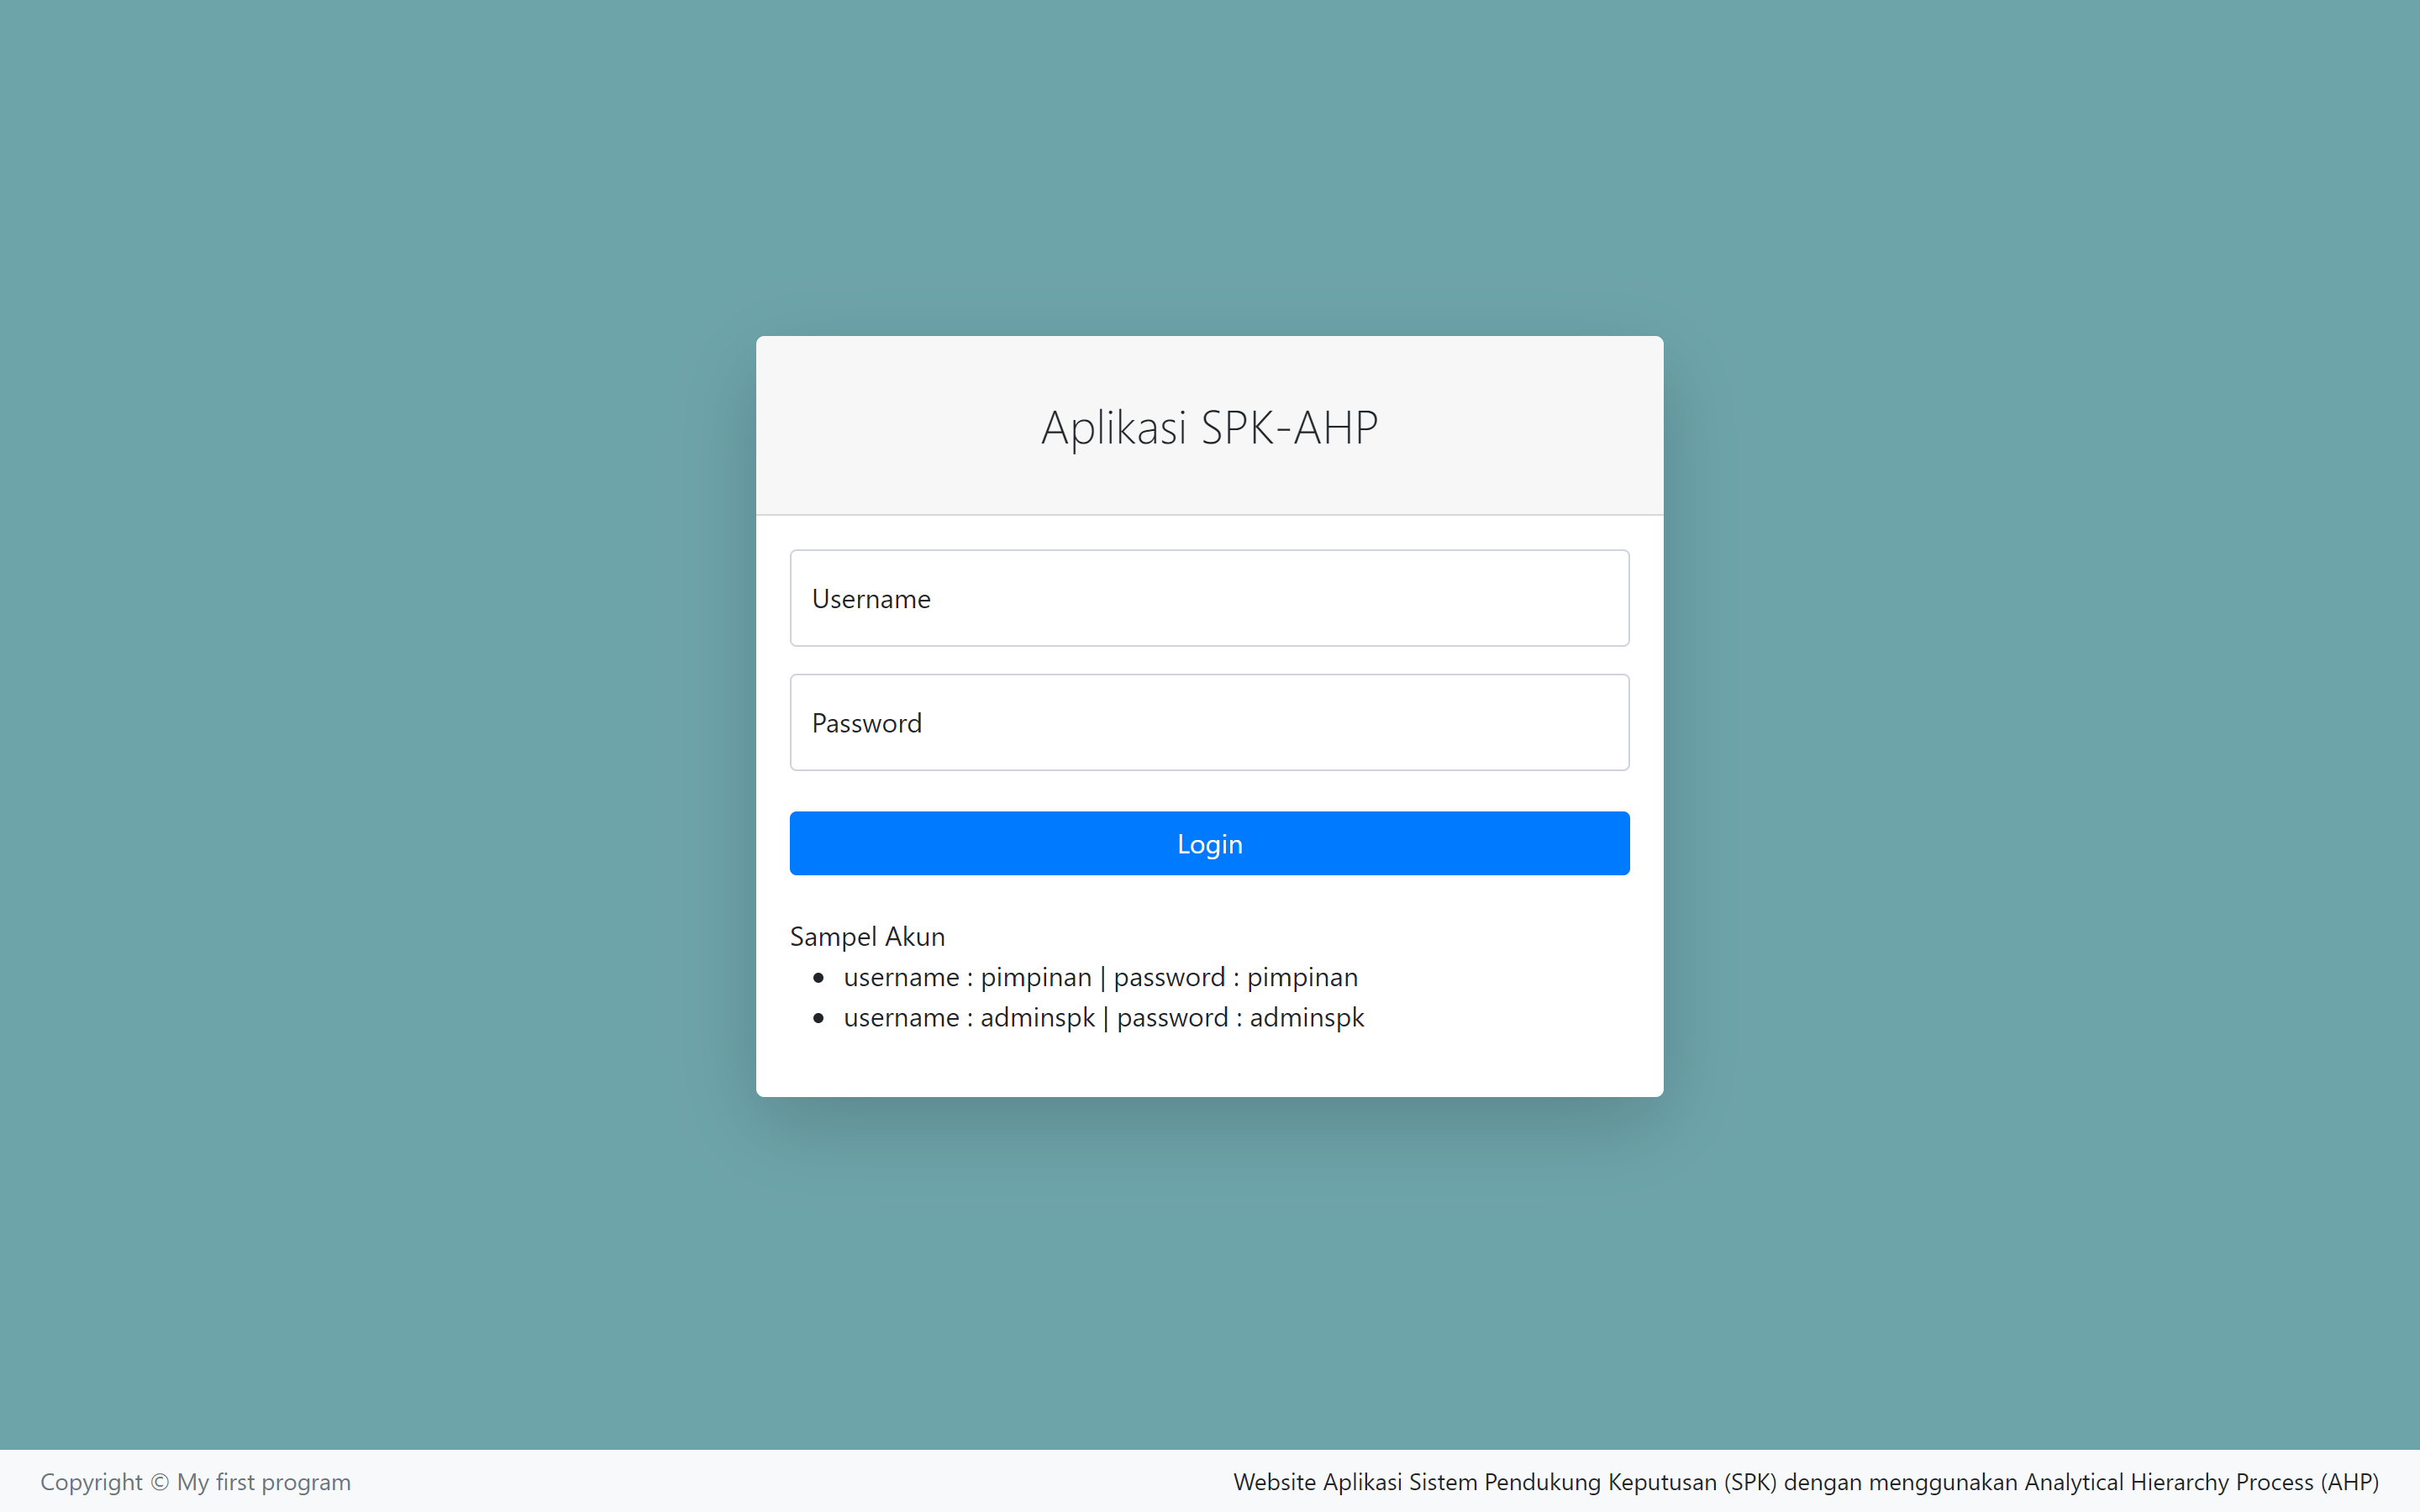 Aplikasi SPK-AHP
Username
Password
Login
Sampel Akun
username : pimpinan | password : pimpinan
username : adminspk | password : adminspk
Copyright © My first program
Website Aplikasi Sistem Pendukung Keputusan (SPK) dengan menggunakan Analytical Hierarchy Process (AHP)